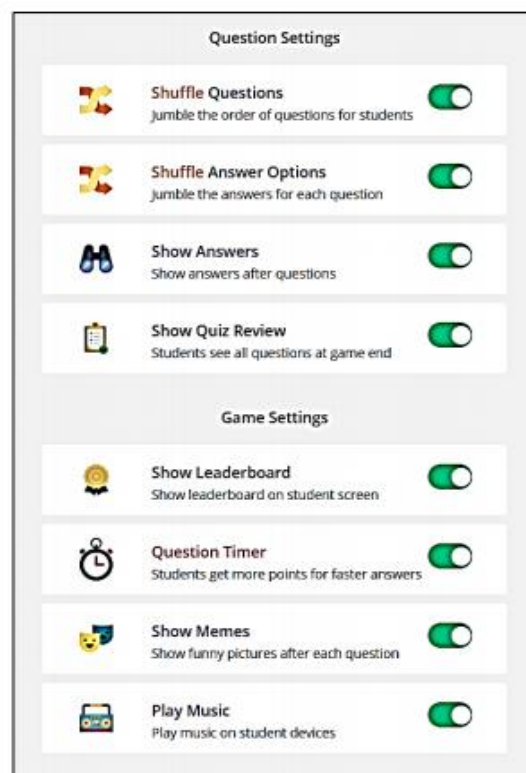 Question Settings
Shuffle Questions
Jumble the order of questions for students
Shuffle Answer Options
Jumble the answers for each question
Show Answers
Show answers after questions
Show Quiz Review
Students see all questions at game end
Game Settings
Show Leaderboard
Show leaderboard on student screen
Question Timer
Students get more points for faster answers
Show Memes
Show funny pictures after each question
Play Music
Play music on student devices